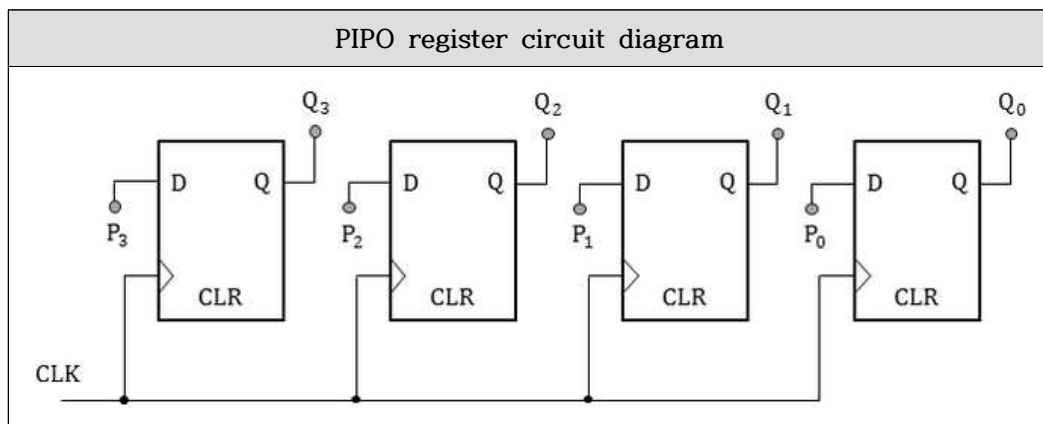 PIPO register circuit diagram
Q₃ Q₂ Q₁ Q₀
D Q D Q D Q D Q
P₃ P₂ P₁ P₀
CLR CLR CLR CLR
CLK